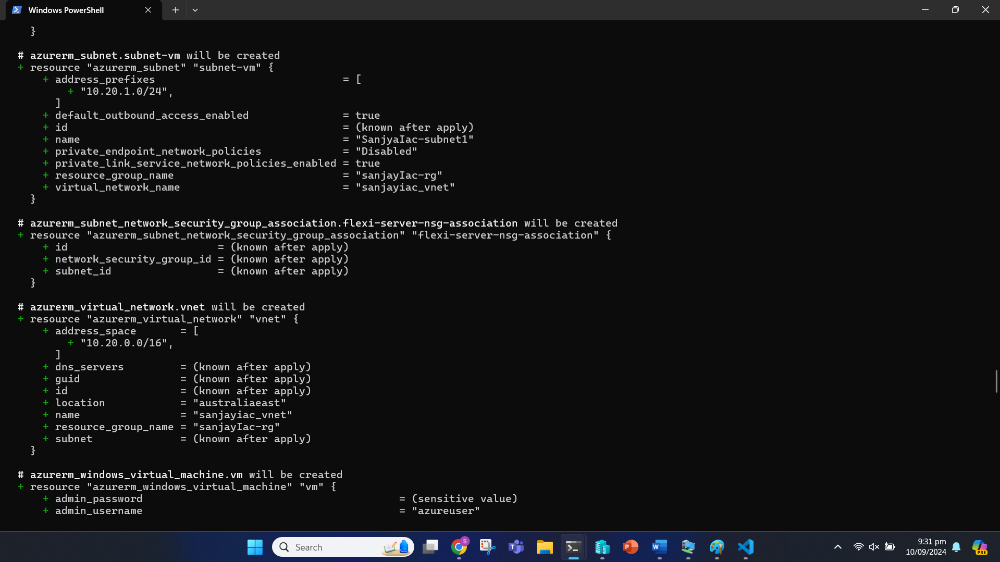 Windows PowerShell
}
# azurerm_subnet.subnet-vm will be created
+ resource "azurerm_subnet" "subnet-vm" {
+ address_prefixes = [
+ "10.20.1.0/24",
]
+ default_outbound_access_enabled = true
+ id = (known after apply)
+ name = "SanjyaIac-subnet1"
+ private_endpoint_network_policies = "Disabled"
+ private_link_service_network_policies_enabled = true
+ resource_group_name = "sanjayIac-rg"
+ virtual_network_name = "sanjayiac_vnet"
}
# azurerm_subnet_network_security_group_association.flexi-server-nsg-association will be created
+ resource "azurerm_subnet_network_security_group_association" "flexi-server-nsg-association" {
+ id = (known after apply)
+ network_security_group_id = (known after apply)
+ subnet_id = (known after apply)
}
# azurerm_virtual_network.vnet will be created
+ resource "azurerm_virtual_network" "vnet" {
+ address_space = [
+ "10.20.0.0/16",
]
+ dns_servers = (known after apply)
+ guid = (known after apply)
+ id = (known after apply)
+ location = "australiaeast"
+ name = "sanjayiac_vnet"
+ resource_group_name = "sanjayIac-rg"
+ subnet = (known after apply)
}
# azurerm_windows_virtual_machine.vm will be created
+ resource "azurerm_windows_virtual_machine" "vm" {
+ admin_password = (sensitive value)
+ admin_username = "azureuser"
Search
S
T
P
W
9:31 pm
10/09/2024
PRE